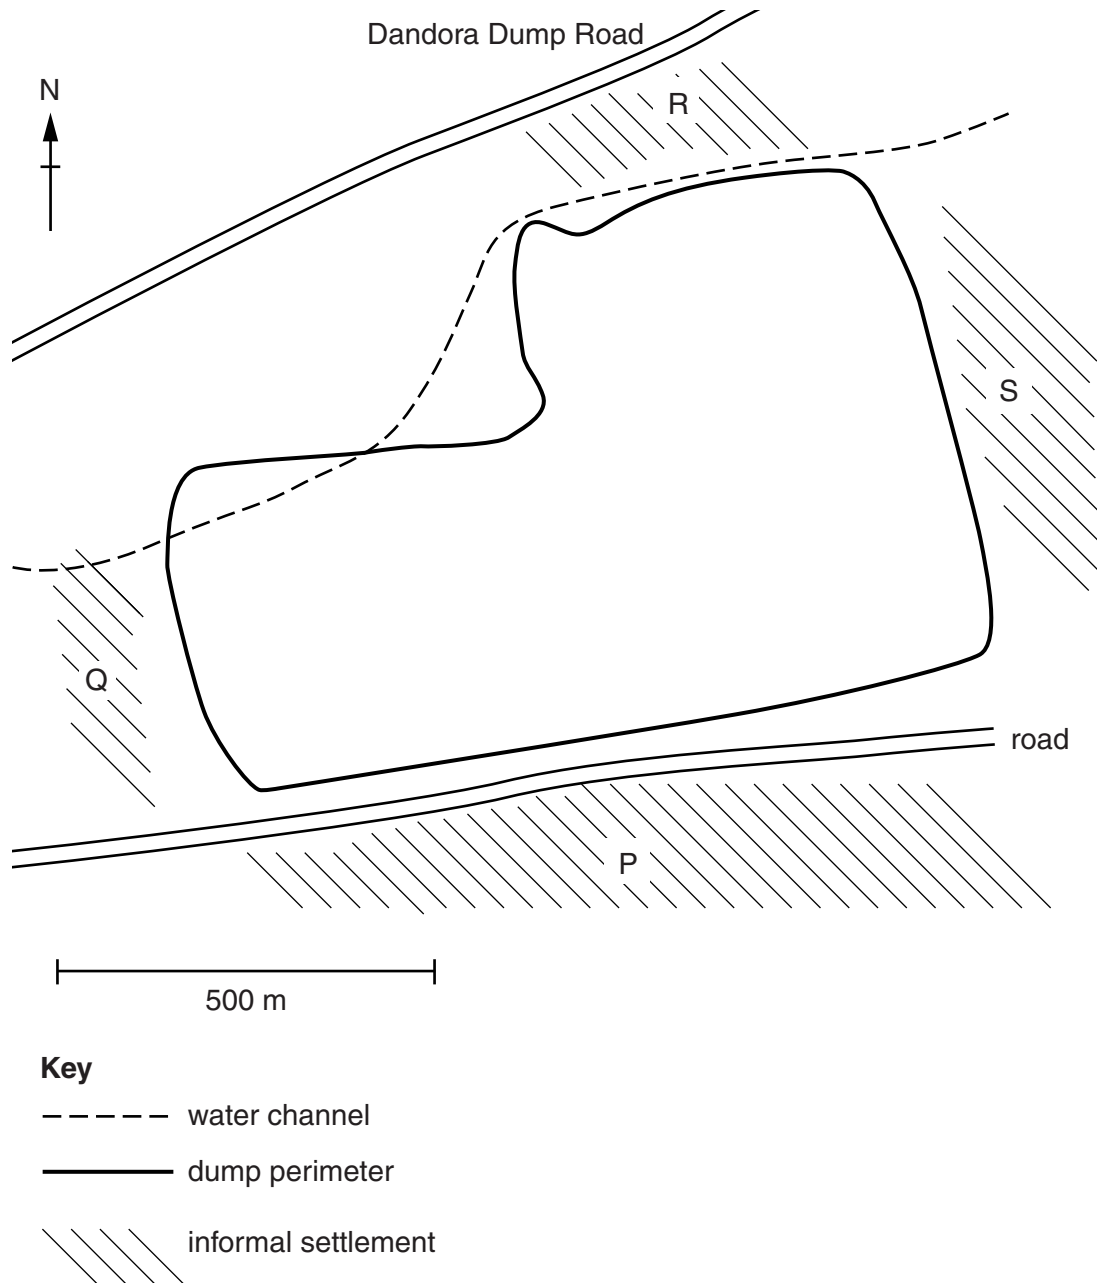 Dandora Dump Road
N
R
S
Q
road
P
500 m
Key
water channel
dump perimeter
informal settlement